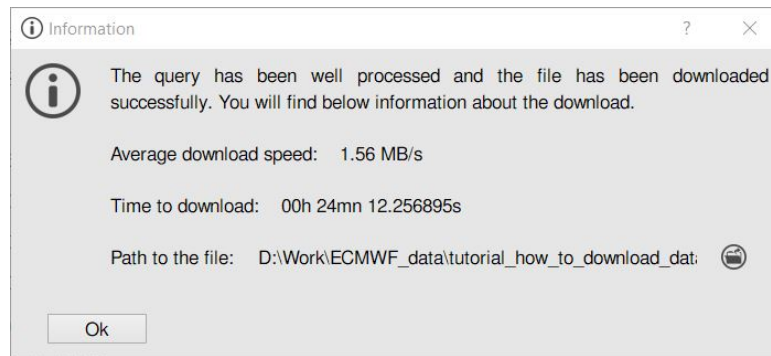 Information
The query has been well processed and the file has been downloaded
successfully. You will find below information about the download.
Average download speed: 1.56 MB/s
Time to download: 00h 24mn 12.256895s
Path to the file: D:\Work\ECMWF_data\tutorial_how_to_download_dat
Ok